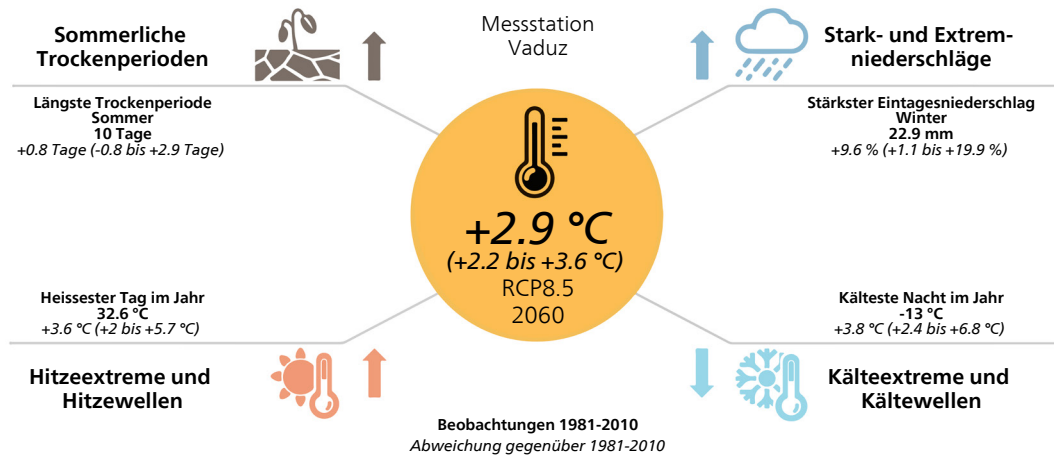 Messstation
Vaduz
Sommerliche
Trockenperioden
Längste Trockenperiode
Sommer
10 Tage
+0.8 Tage (-0.8 bis +2.9 Tage)
Stark- und Extrem-
niederschläge
Stärkster Eintagesniederschlag
Winter
22.9 mm
+9.6 % (+1.1 bis +19.9 %)
+2.9 °C
(+2.2 bis +3.6 °C)
RCP8.5
2060
Heissester Tag im Jahr
32.6 °C
+3.6 °C (+2 bis +5.7 °C)
Hitzeextreme und
Hitzewellen
Kälteste Nacht im Jahr
-13 °C
+3.8 °C (+2.4 bis +6.8 °C)
Kälteextreme und
Kältewellen
Beobachtungen 1981-2010
Abweichung gegenüber 1981-2010